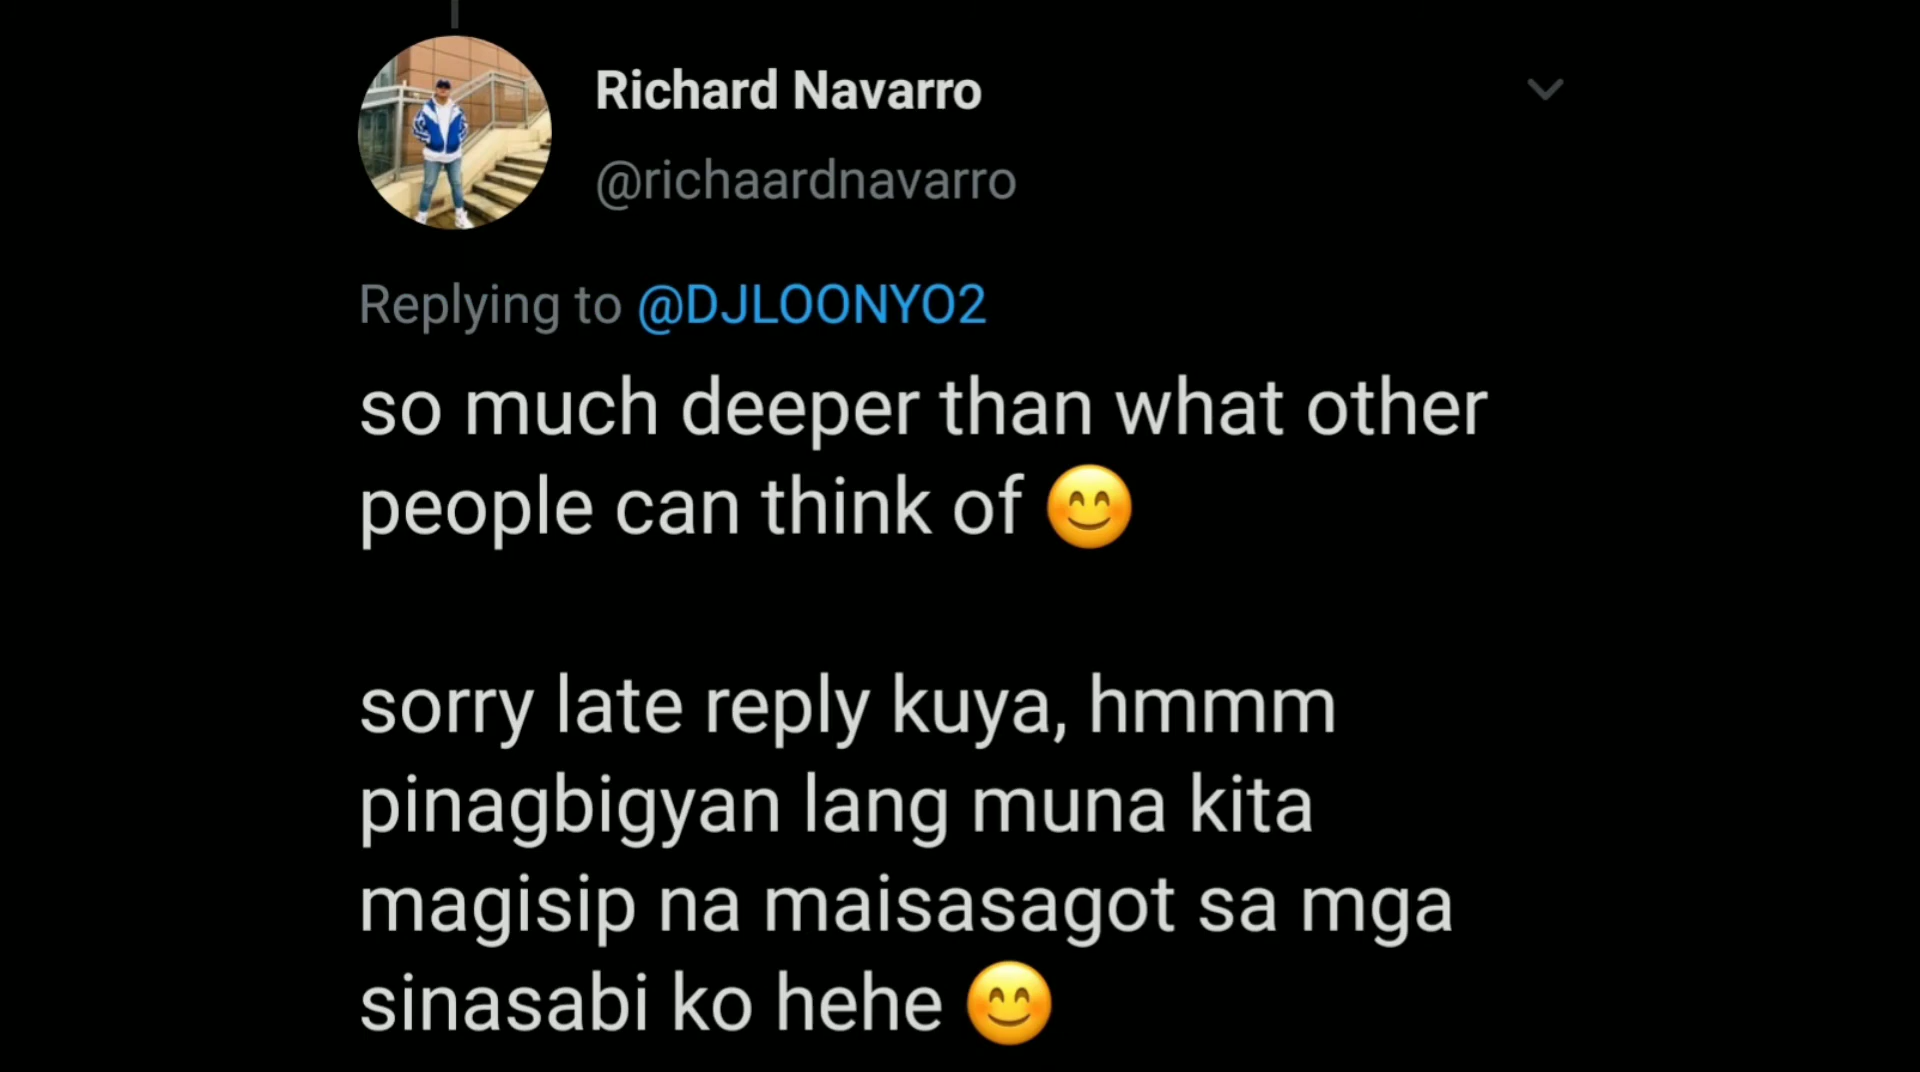 Richard Navarro
@richaardnavarro
Replying to @DJLOONYO2
so much deeper than what other
people can think of 😊
sorry late reply kuya, hmmm
pinagbigyan lang muna kita
magisip na maisasagot sa mga
sinasabi ko hehe 😊